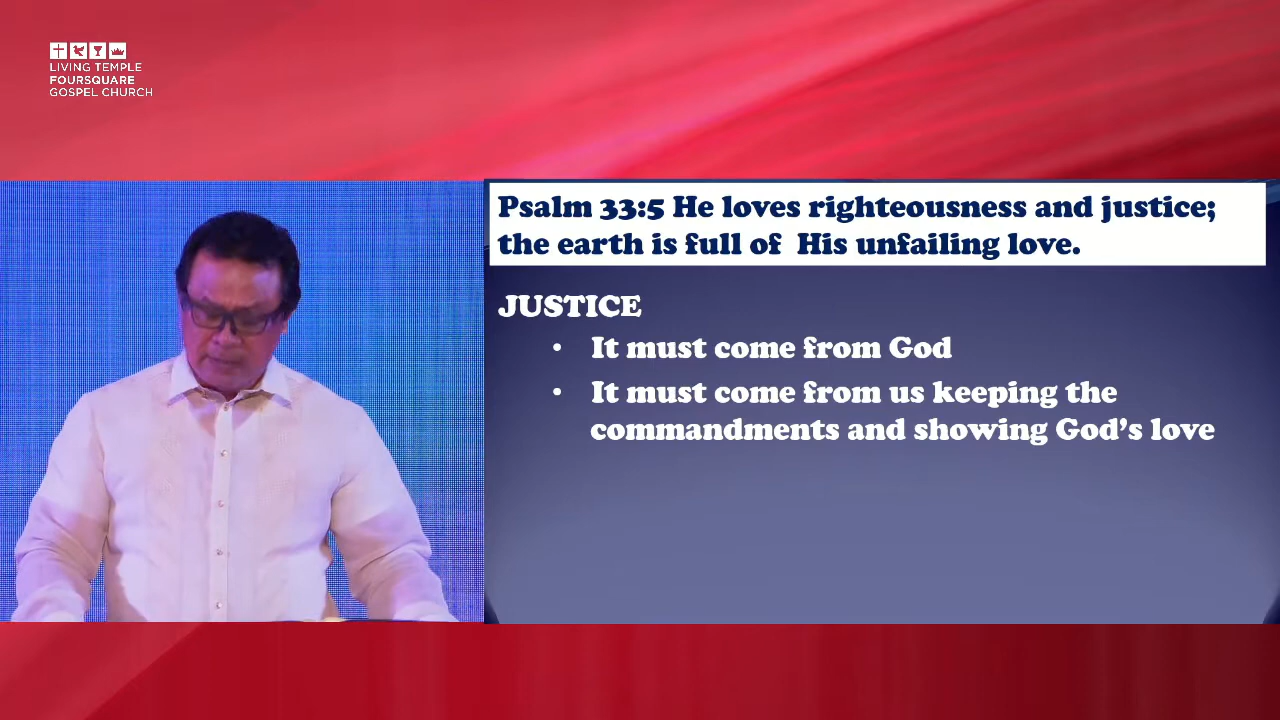 LIVING TEMPLE
FOURSQUARE
GOSPEL CHURCH
Psalm 33:5 He loves righteousness and justice;
the earth is full of His unfailing love.
JUSTICE
• It must come from God
• It must come from us keeping the
commandments and showing God's love